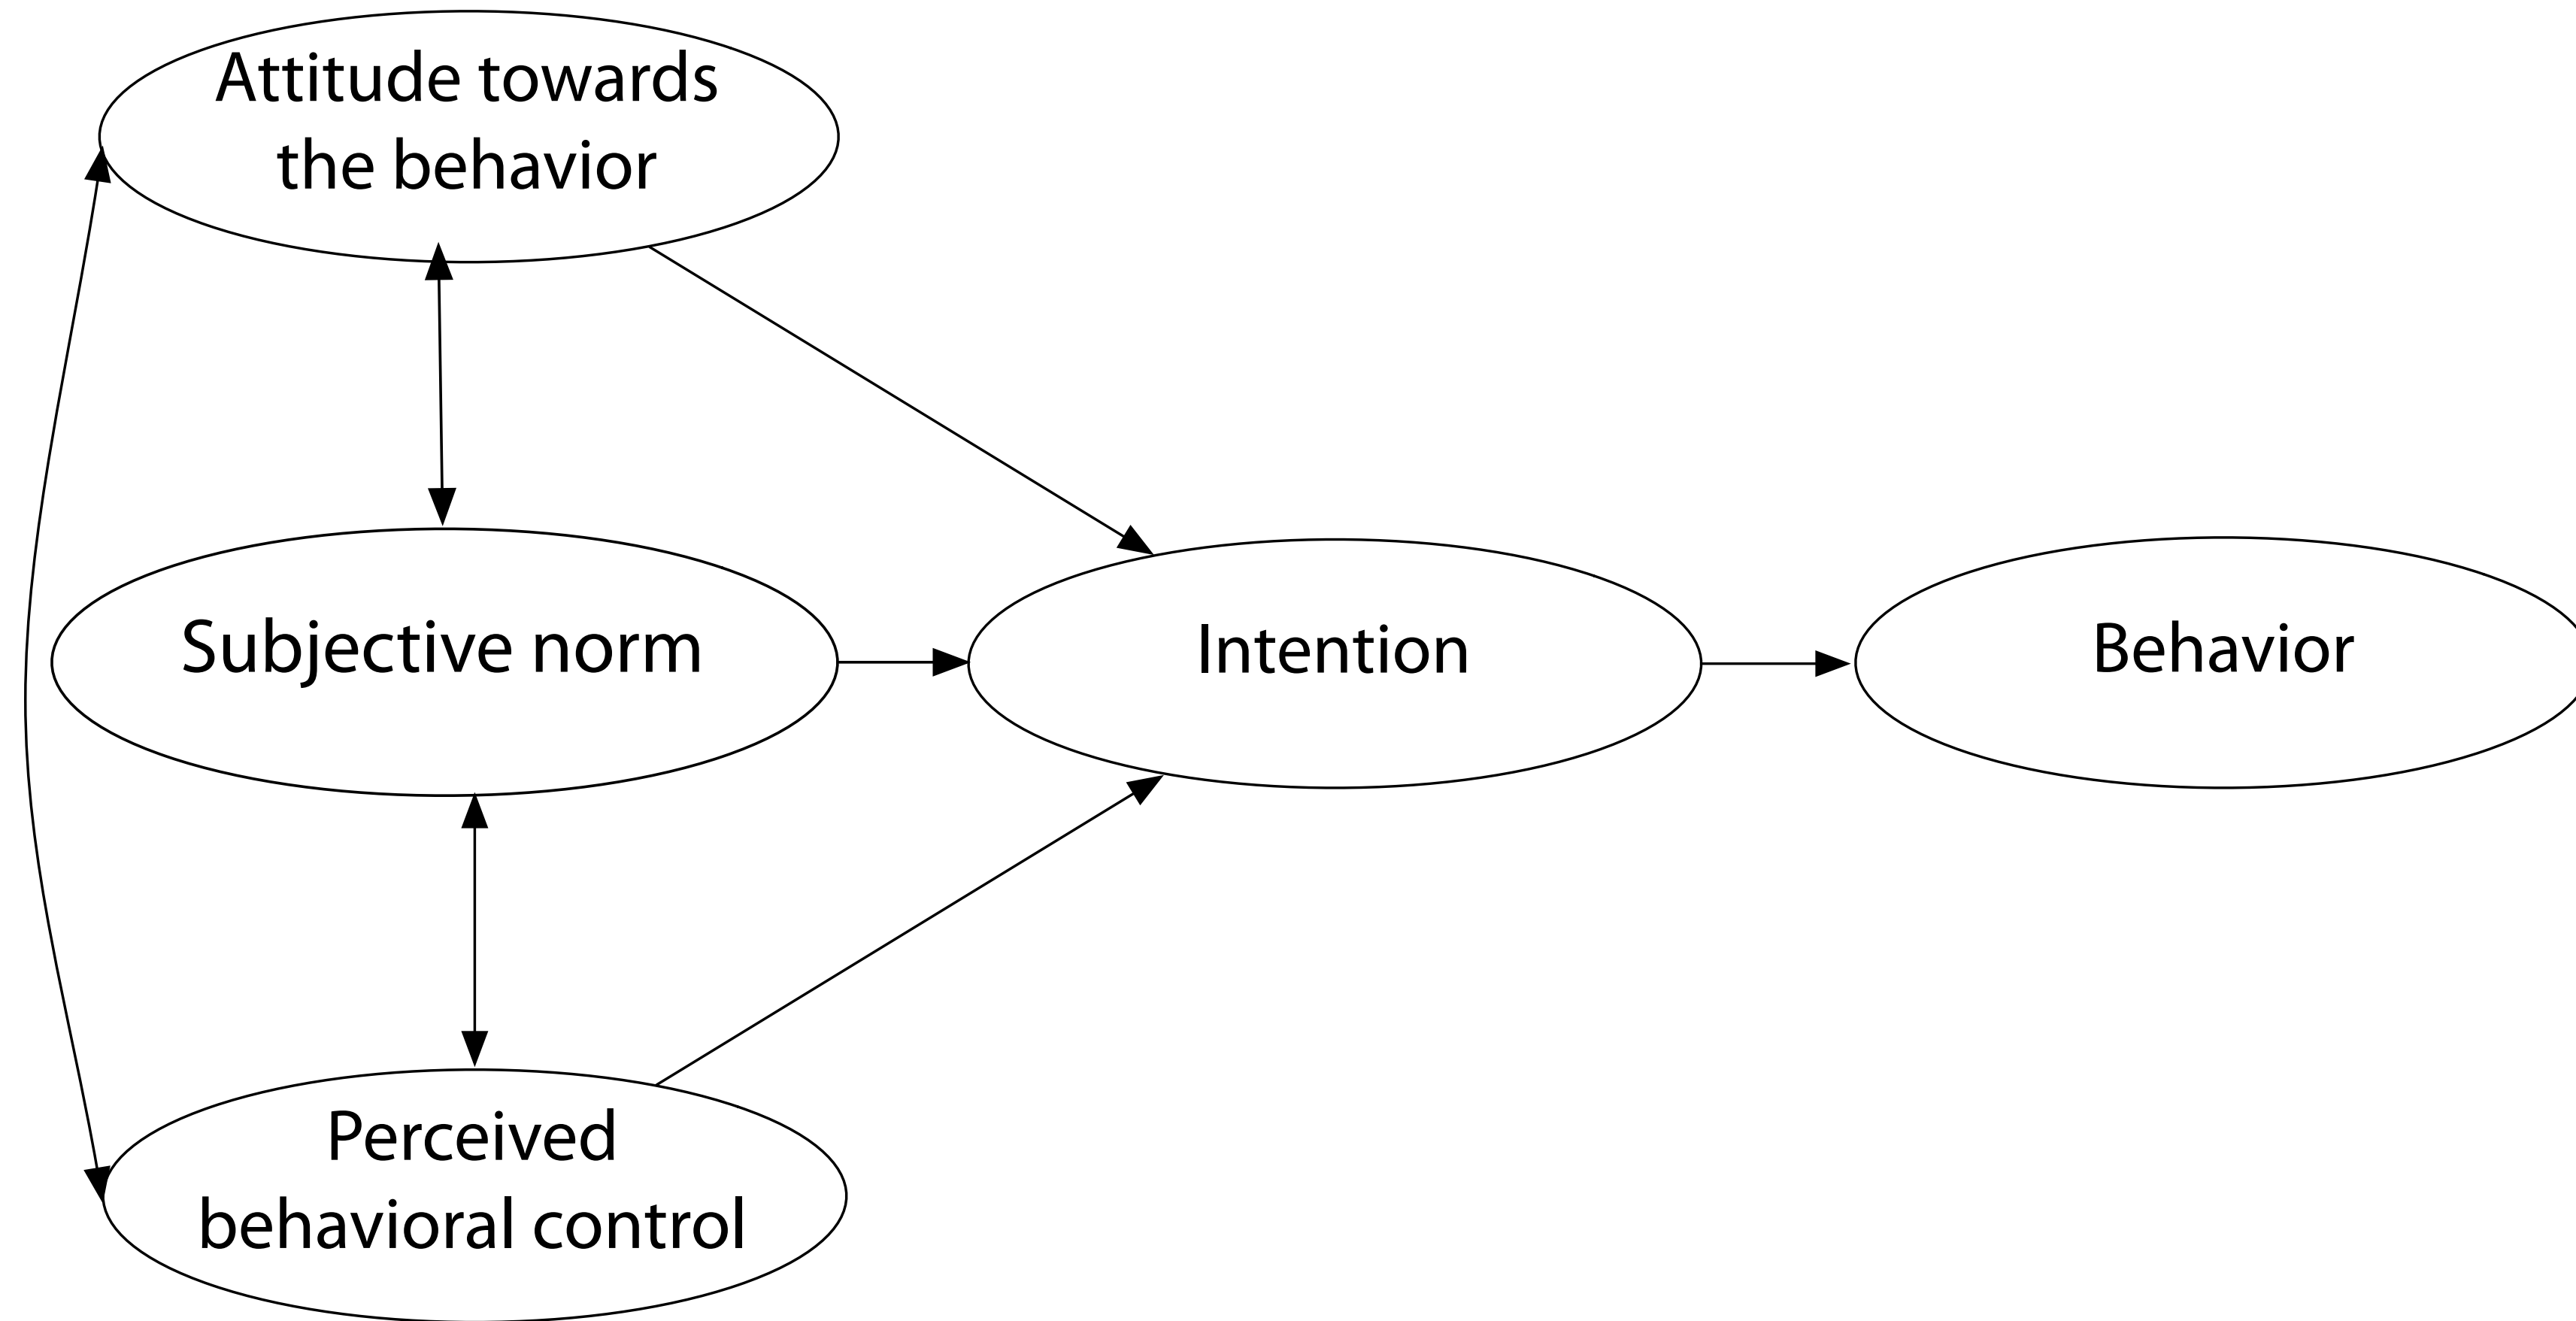 Attitude towards
the behavior
Subjective norm
Intention
Behavior
Perceived
behavioral control